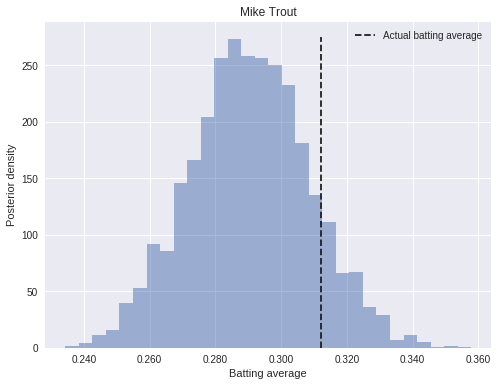 Mike Trout
Actual batting average
Posterior density
250
200
150
100
50
0
0.240 0.260 0.280 0.300 0.320 0.340 0.360
Batting average